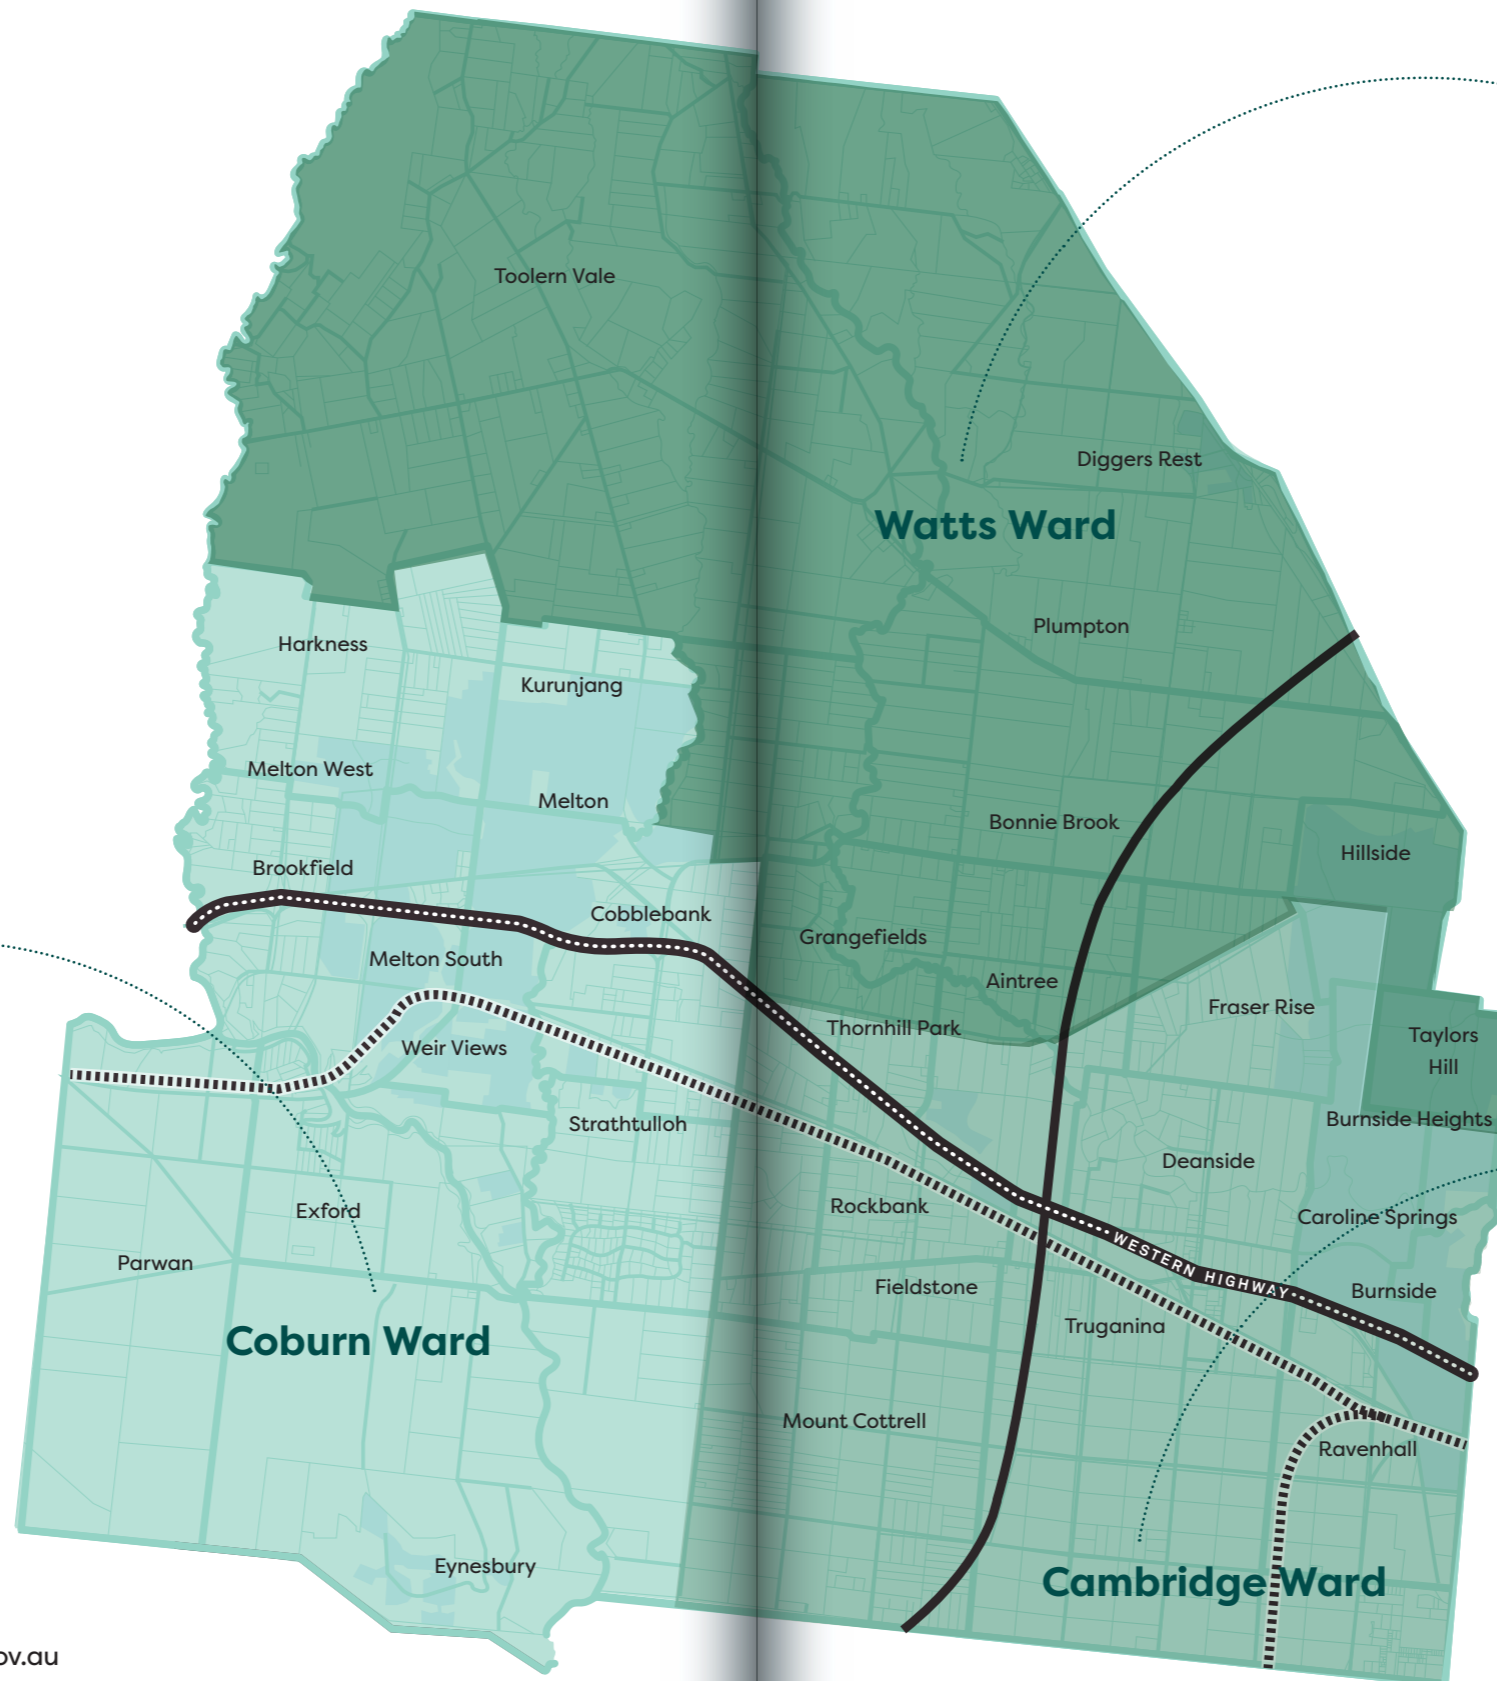 Toolern Vale
Diggers Rest
Watts Ward
Plumpton
Harkness
Kurunjang
Melton West
Melton
Bonnie Brook
Hillside
Brookfield
Cobblebank
Grangefields
Melton South
Aintree
Fraser Rise
Thornhill Park
Taylors
Hill
Weir Views
Burnside Heights
Strathtulloh
Deanside
Exford
Rockbank
Caroline Springs
Parwan
WESTERN HIGHWAY
Fieldstone
Burnside
Truganina
Coburn Ward
Mount Cottrell
Ravenhall
Eynesbury
Cambridge Ward
ov.au